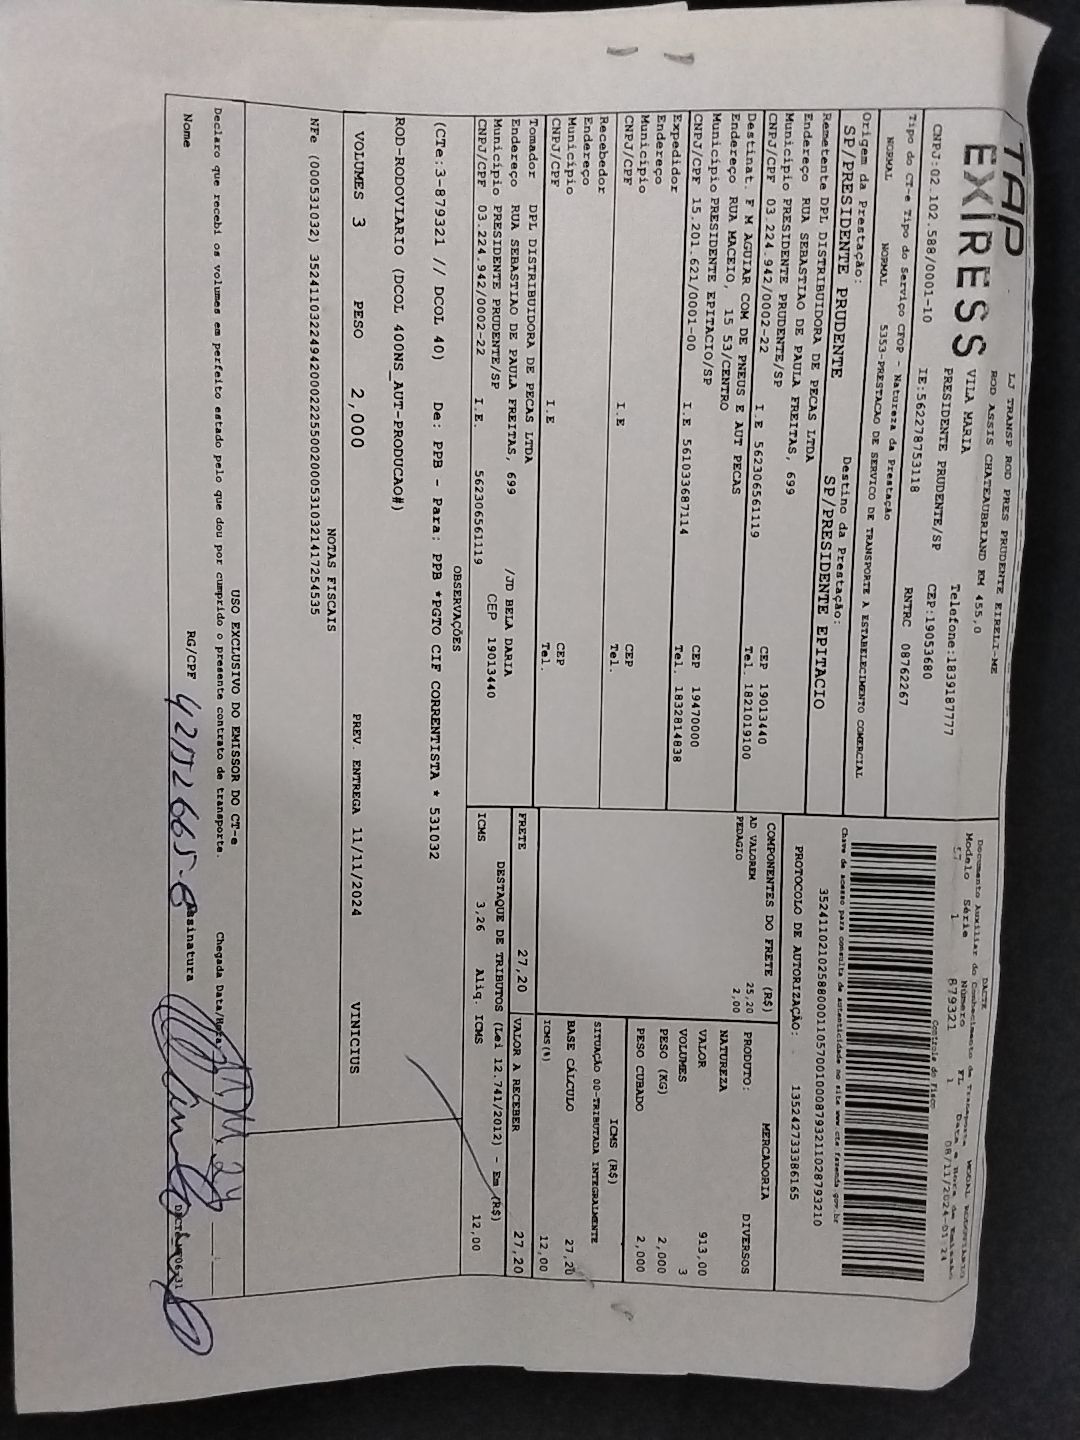 TAP
EXIRESS
LJ TRANSP ROD PRES PRUDENTE EIRELI-ME
ROD ASSIS CHATEAUBRIAND KM 455,0
VILA MARIA Telefone:1839187777
PRESIDENTE PRUDENTE/SP CEP:19053680
CNPJ:02.102.588/0001-10 IE:562278753118 RNTRC 08762267
DACTE
Documento Auxiliar do Conhecimento de Transporte MODAL RODOVIARIO
Modelo Série Número FL Data e Hora de Emissão
57 1 879321 1 08/11/2024-01:24
Controle do Fisco
Tipo do CT-e Tipo do Serviço CFOP - Natureza da Prestação
NORMAL NORMAL 5353-PRESTACAO DE SERVICO DE TRANSPORTE A ESTABELECIMENTO COMERCIAL
Chave de acesso para consulta de autenticidade no site www.cte.fazenda.gov.br
35241102102588000110570010008793211028793210
PROTOCOLO DE AUTORIZAÇÃO: 135242733386165
Origem da Prestação: Destino da Prestação:
SP/PRESIDENTE PRUDENTE SP/PRESIDENTE EPITACIO
Remetente DPL DISTRIBUIDORA DE PECAS LTDA
Endereço RUA SEBASTIAO DE PAULA FREITAS, 699
Município PRESIDENTE PRUDENTE/SP CEP 19013440
CNPJ/CPF 03.224.942/0002-22 I.E 562306561119 Tel. 1821019100
Destinat. F M AGUIAR COM DE PNEUS E AUT PECAS
Endereço RUA MACEIO, 15 53/CENTRO
Município PRESIDENTE EPITACIO/SP CEP 19470000
CNPJ/CPF 15.201.621/0001-00 I.E 561033687114 Tel. 1832814838
Expedidor
Endereço
Município CEP
CNPJ/CPF I.E Tel.
Recebedor
Endereço
Município CEP
CNPJ/CPF I.E Tel.
Tomador DPL DISTRIBUIDORA DE PECAS LTDA
Endereço RUA SEBASTIAO DE PAULA FREITAS, 699 /JD BELA DARIA
Município PRESIDENTE PRUDENTE/SP CEP 19013440
CNPJ/CPF 03.224.942/0002-22 I.E. 562306561119
COMPONENTES DO FRETE (R$)
AD VALOREM 25,20
PEDAGIO 2,00
MERCADORIA
PRODUTO: DIVERSOS
NATUREZA
VALOR 913,00
VOLUMES 3
PESO (KG) 2,000
PESO CUBADO 2,000
ICMS (R$)
SITUAÇÃO 00-TRIBUTADA INTEGRALMENTE
BASE CÁLCULO 27,20
ICMS(%) 12,00
FRETE 27,20 VALOR A RECEBER 27,20
DESTAQUE DE TRIBUTOS (Lei 12.741/2012) - Em (R$)
ICMS 3,26 Aliq. ICMS 12,00
OBSERVAÇÕES
(CTe:3-879321 // DCOL 40) De: PPB - Para: PPB *PGTO CIF CORRENTISTA * 531032
ROD-RODOVIARIO (DCOL 400NS_AUT-PRODUCAO#)
VOLUMES 3 PESO 2,000 PREV. ENTREGA 11/11/2024 VINICIUS
NOTAS FISCAIS
NFe (000531032) 35241103224942000222550020005310321417254535
USO EXCLUSIVO DO EMISSOR DO CT-e
Declaro que recebi os volumes em perfeito estado pelo que dou por cumprido o presente contrato de transporte. Chegada Data/Hora
Nome RG/CPF Assinatura